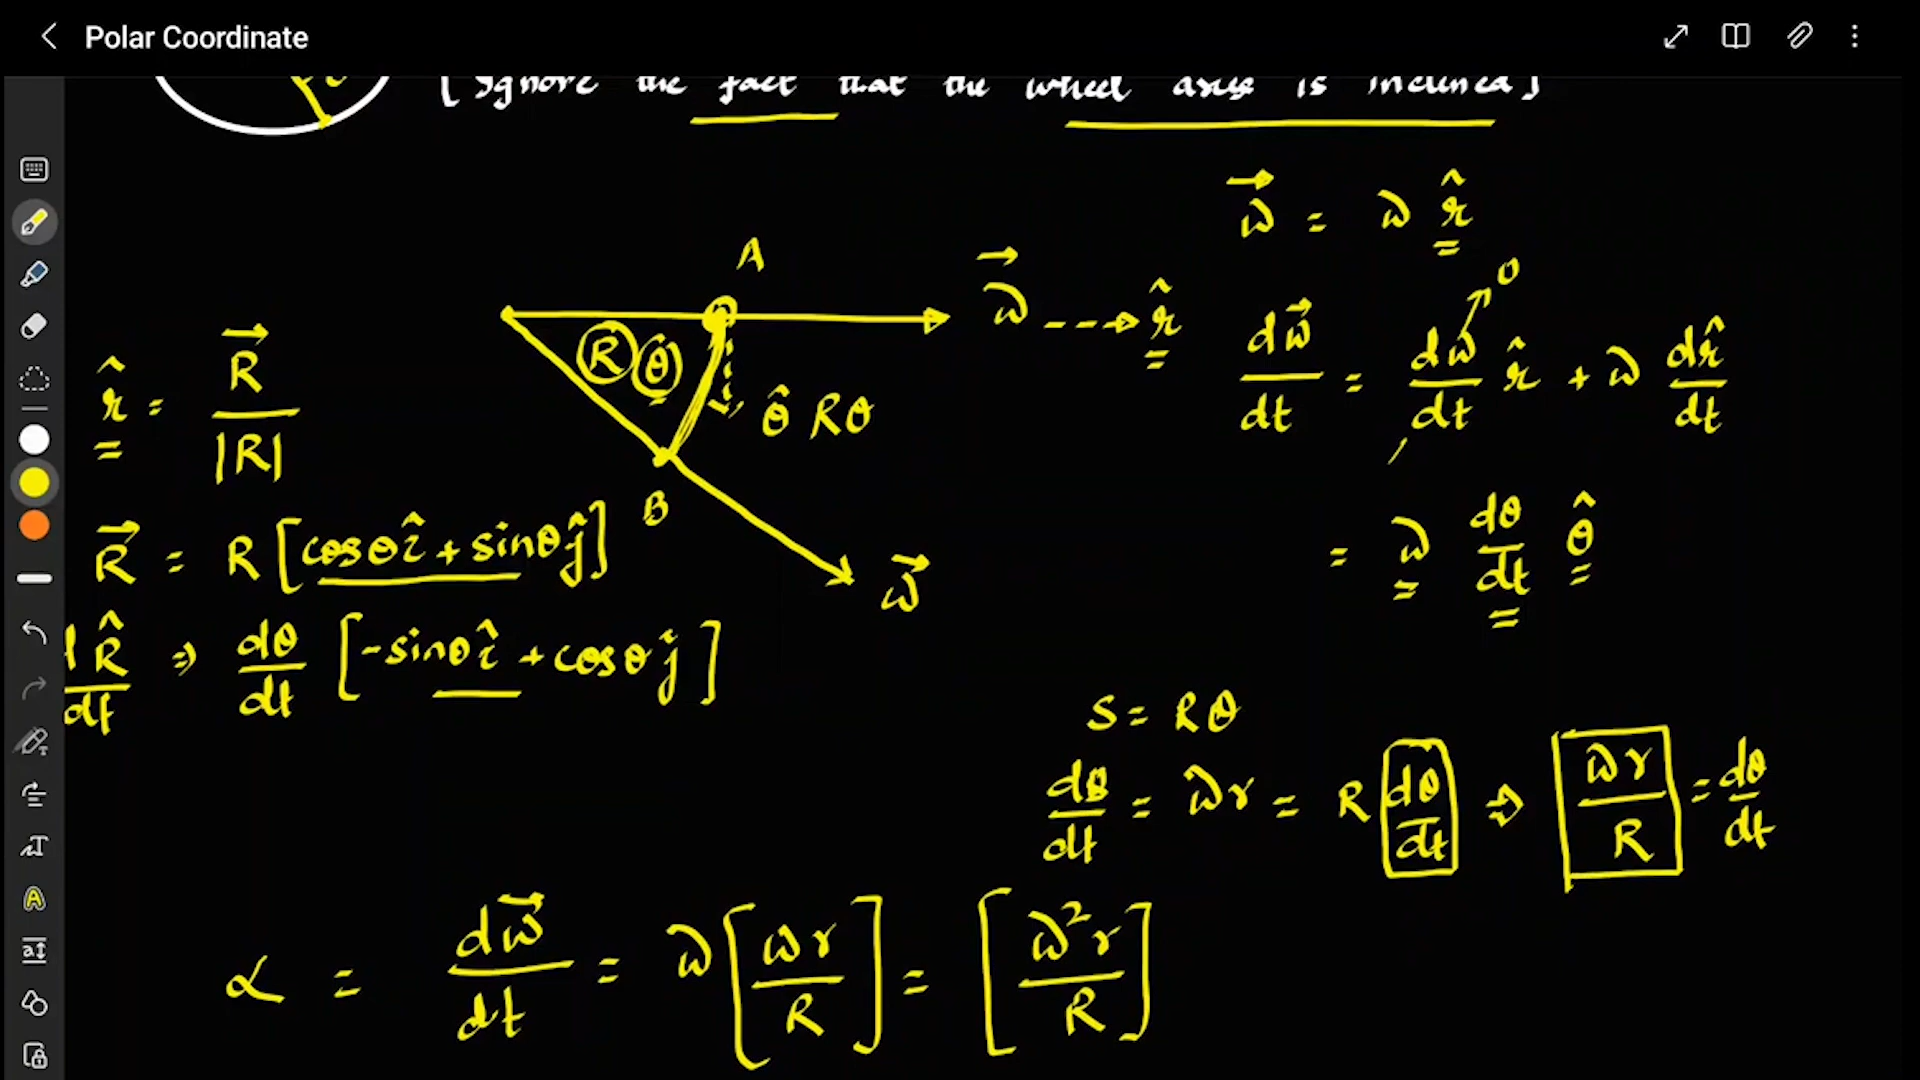 Polar Coordinate
[Ignore the fact that the wheel axis is inclined]
A
R θ
θ̂ Rθ
B
ω⃗ ---→ r̂
ω⃗
r̂ = R⃗ / |R|
R⃗ = R [cosθ î + sinθ ĵ]
dR̂/dt ⇒ dθ/dt [-sinθ î + cosθ ĵ]
ω⃗ = ω r̂
dω⃗/dt = dω/dt r̂ + ω dr̂/dt
0
= ω dθ/dt θ̂
S = Rθ
ds/dt = ωr = R dθ/dt ⇒ ωr/R = dθ/dt
α = dω⃗/dt = ω [ωr/R] = [ω²r/R]